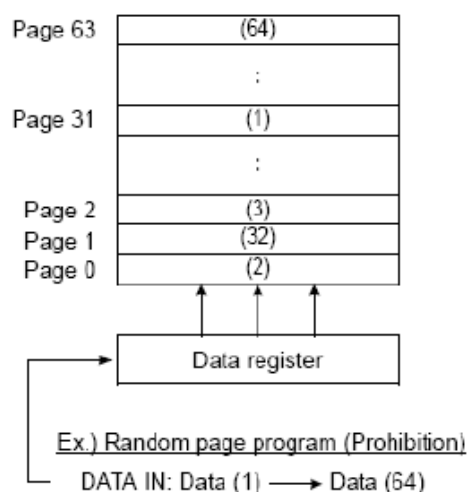 Page 63 (64)
:
Page 31 (1)
:
Page 2 (3)
Page 1 (32)
Page 0 (2)
Data register
Ex.) Random page program (Prohibition)
DATA IN: Data (1) → Data (64)